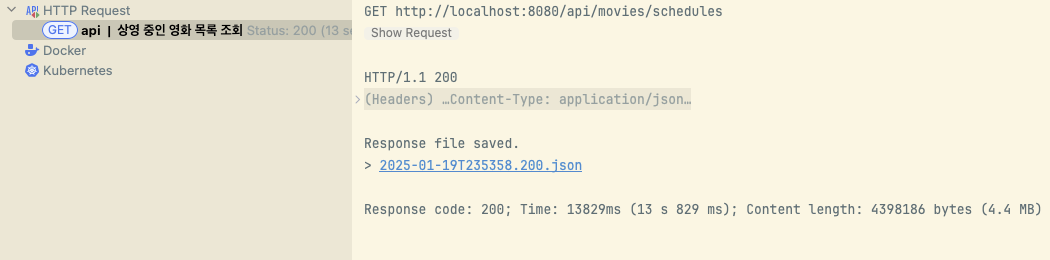 HTTP Request
GET api | 상영 중인 영화 목록 조회 Status: 200 (13 s
Docker
Kubernetes
GET http://localhost:8080/api/movies/schedules
Show Request
HTTP/1.1 200
(Headers) …Content-Type: application/json…
Response file saved.
> 2025-01-19T235358.200.json
Response code: 200; Time: 13829ms (13 s 829 ms); Content length: 4398186 bytes (4.4 MB)